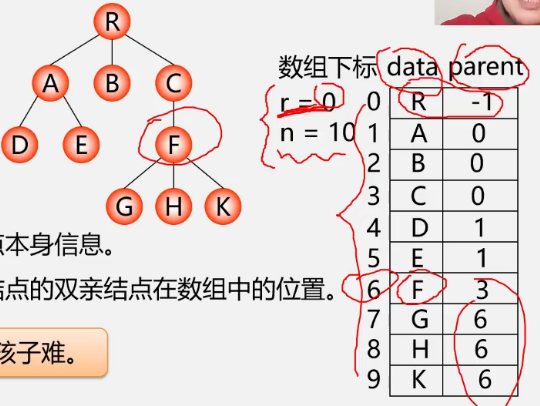 R
A B C
D E F
G H K
数组下标 data parent
r = 0 0 R -1
n = 10 1 A 0
2 B 0
3 C 0
4 D 1
5 E 1
6 F 3
7 G 6
8 H 6
9 K 6
本身信息。
结点的双亲结点在数组中的位置。
孩子难。